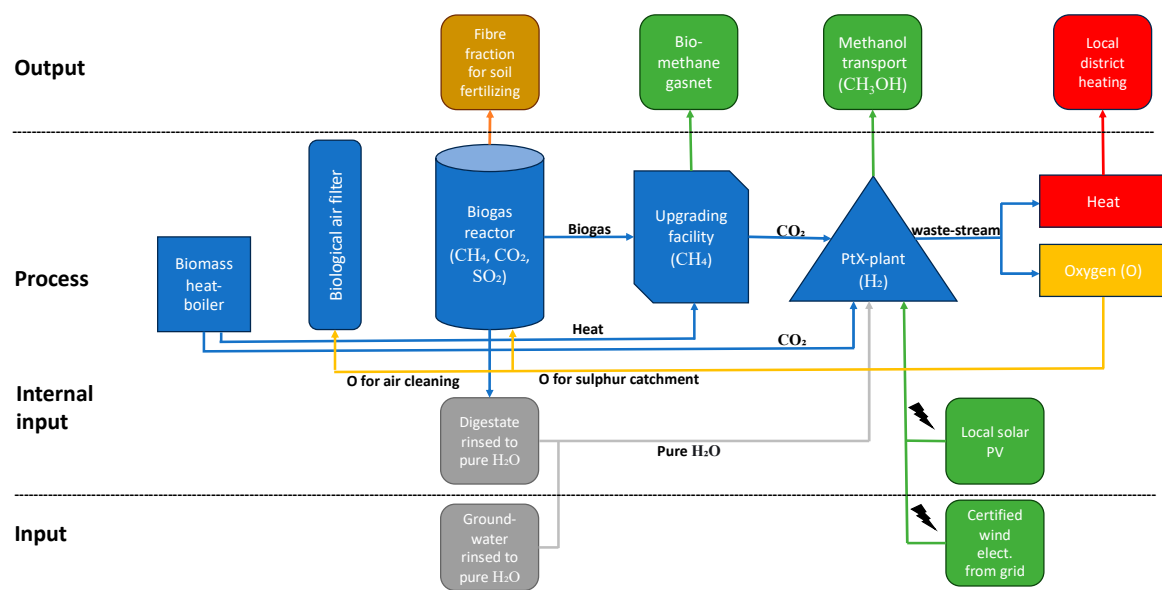 Output
Fibre
fraction
for soil
fertilizing
Bio-
methane
gasnet
Methanol
transport
(CH₃OH)
Local
district
heating
Process
Biomass
heat-
boiler
Biological air filter
Biogas
reactor
(CH₄, CO₂,
SO₂)
Biogas
Upgrading
facility
(CH₄)
CO₂
PtX-plant
(H₂)
waste-stream
Heat
Oxygen (O)
Heat
CO₂
O for air cleaning
O for sulphur catchment
Internal
input
Digestate
rinsed to
pure H₂O
Pure H₂O
Local solar
PV
Input
Ground-
water
rinsed to
pure H₂O
Certified
wind
elect.
from grid